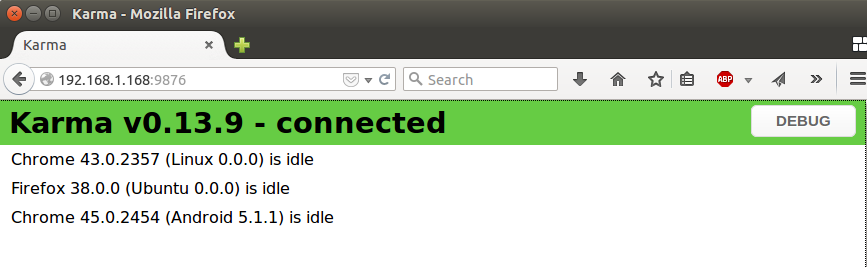 Karma - Mozilla Firefox
Karma
192.168.1.168:9876
Search
ABP
Karma v0.13.9 - connected
DEBUG
Chrome 43.0.2357 (Linux 0.0.0) is idle
Firefox 38.0.0 (Ubuntu 0.0.0) is idle
Chrome 45.0.2454 (Android 5.1.1) is idle